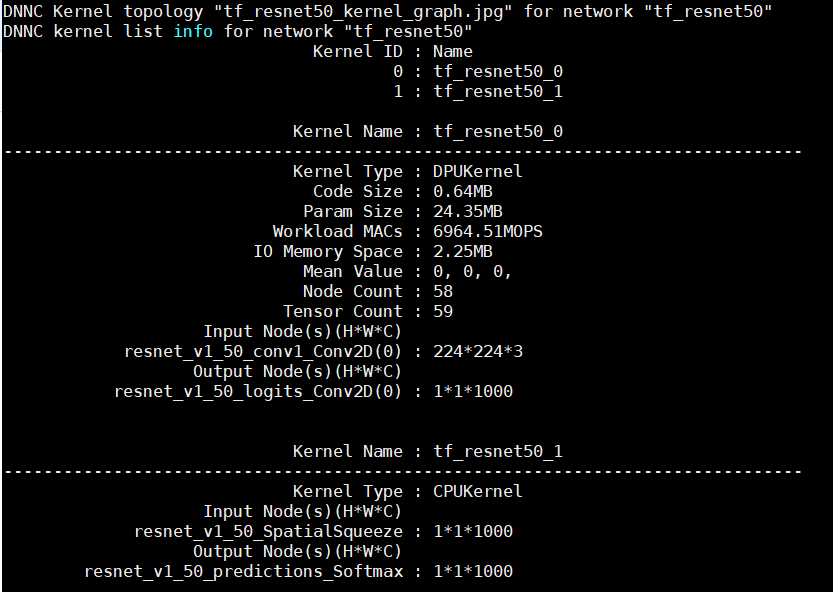 DNNC Kernel topology "tf_resnet50_kernel_graph.jpg" for network "tf_resnet50"
DNNC kernel list info for network "tf_resnet50"
Kernel ID : Name
0 : tf_resnet50_0
1 : tf_resnet50_1
Kernel Name : tf_resnet50_0
--------------------------------------------------------------------------------
Kernel Type : DPUKernel
Code Size : 0.64MB
Param Size : 24.35MB
Workload MACs : 6964.51MOPS
IO Memory Space : 2.25MB
Mean Value : 0, 0, 0,
Node Count : 58
Tensor Count : 59
Input Node(s)(H*W*C)
resnet_v1_50_conv1_Conv2D(0) : 224*224*3
Output Node(s)(H*W*C)
resnet_v1_50_logits_Conv2D(0) : 1*1*1000
Kernel Name : tf_resnet50_1
--------------------------------------------------------------------------------
Kernel Type : CPUKernel
Input Node(s)(H*W*C)
resnet_v1_50_SpatialSqueeze : 1*1*1000
Output Node(s)(H*W*C)
resnet_v1_50_predictions_Softmax : 1*1*1000